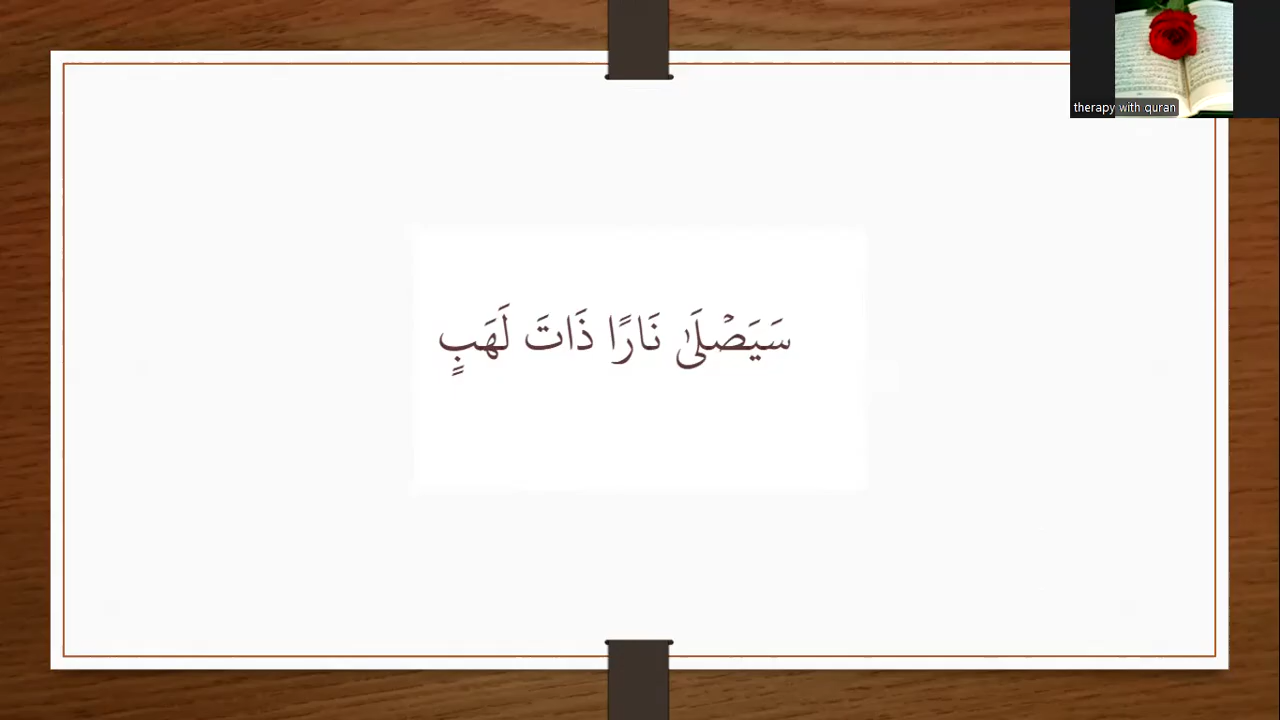 therapy with quran
سَيَصْلَىٰ نَارًا ذَاتَ لَهَبٍ